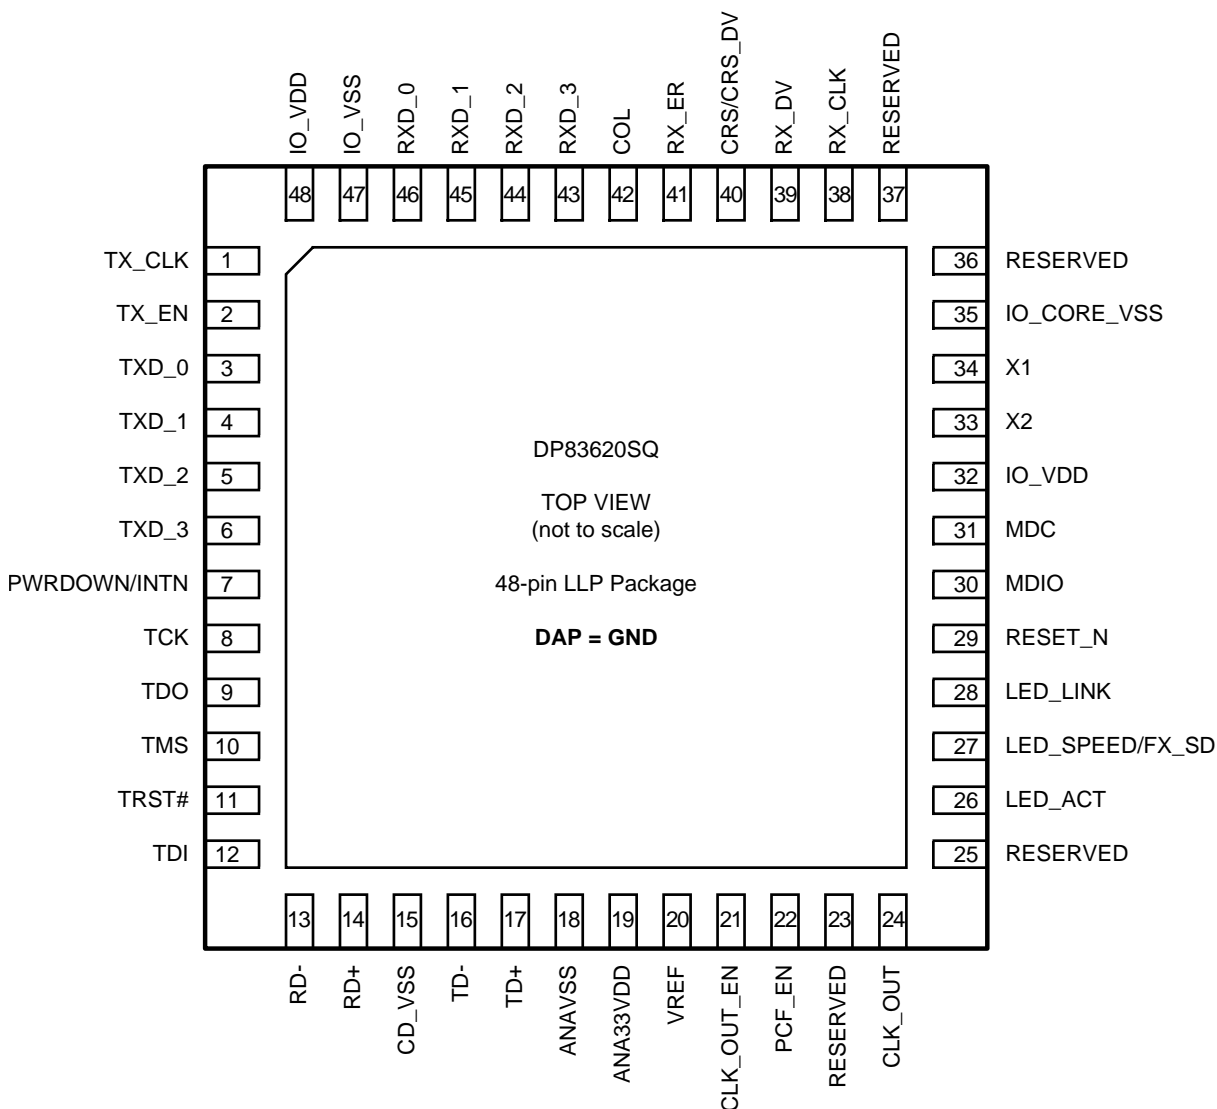 IO_VDD
IO_VSS
RXD_0
RXD_1
RXD_2
RXD_3
COL
RX_ER
CRS/CRS_DV
RX_DV
RX_CLK
RESERVED
48
47
46
45
44
43
42
41
40
39
38
37
TX_CLK 1
TX_EN 2
TXD_0 3
TXD_1 4
TXD_2 5
TXD_3 6
PWRDOWN/INTN 7
TCK 8
TDO 9
TMS 10
TRST# 11
TDI 12
DP83620SQ
TOP VIEW
(not to scale)
48-pin LLP Package
DAP = GND
36 RESERVED
35 IO_CORE_VSS
34 X1
33 X2
32 IO_VDD
31 MDC
30 MDIO
29 RESET_N
28 LED_LINK
27 LED_SPEED/FX_SD
26 LED_ACT
25 RESERVED
13
14
15
16
17
18
19
20
21
22
23
24
RD-
RD+
CD_VSS
TD-
TD+
ANAVSS
ANA33VDD
VREF
CLK_OUT_EN
PCF_EN
RESERVED
CLK_OUT